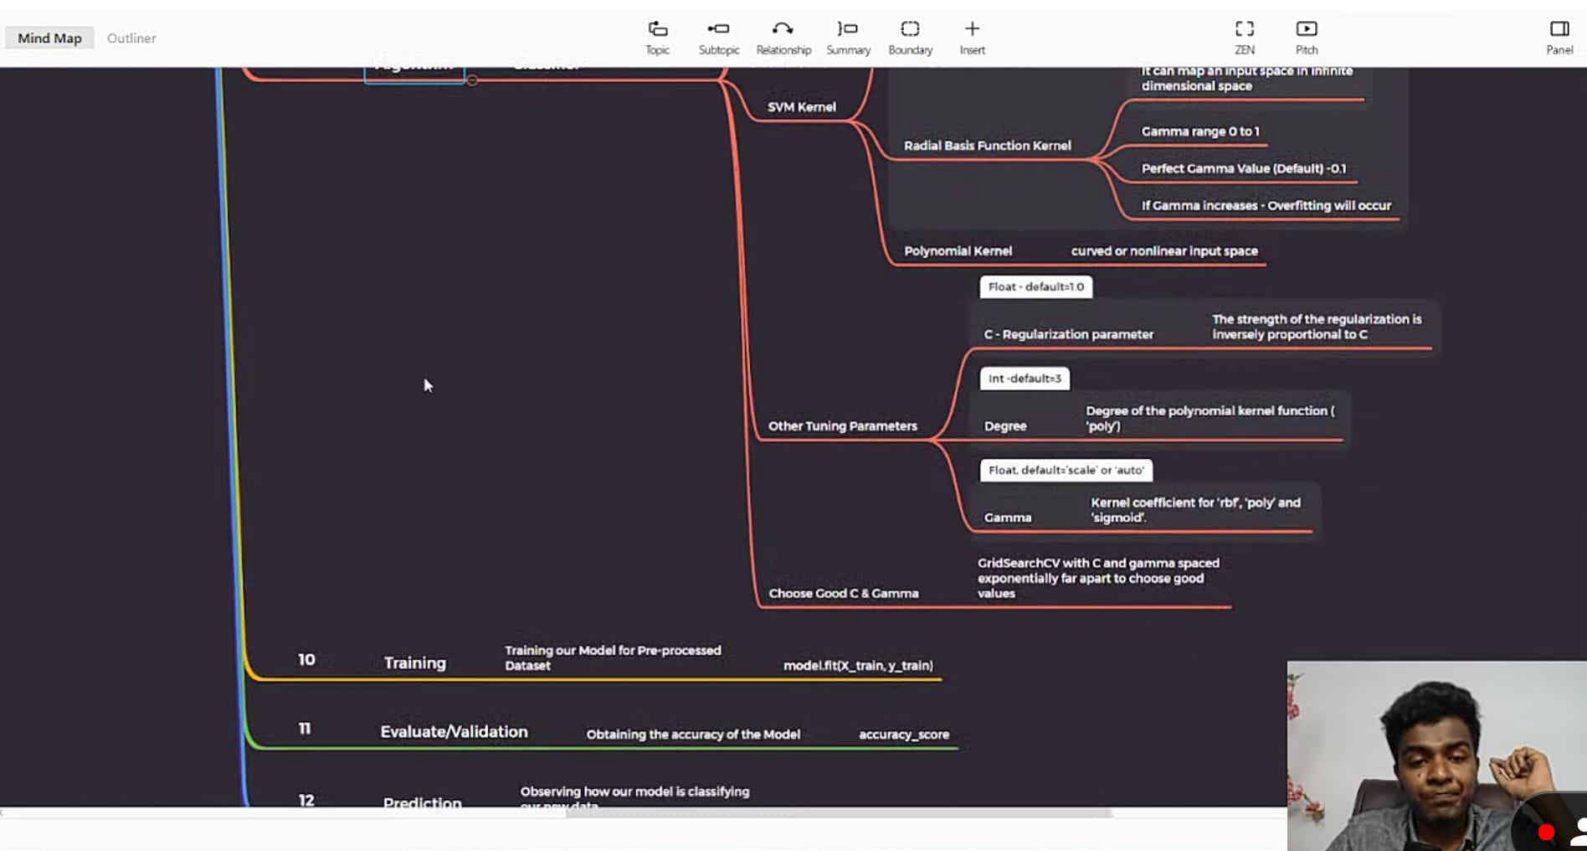 Mind Map
Outliner
Topic
Subtopic
Relationship
Summary
Boundary
Insert
ZEN
Pitch
Panel
Algorithm
Classifier
It can map an input space in infinite
dimensional space
SVM Kernel
Gamma range 0 to 1
Radial Basis Function Kernel
Perfect Gamma Value (Default) -0.1
If Gamma increases - Overfitting will occur
Polynomial Kernel
curved or nonlinear input space
Float - default=1.0
C - Regularization parameter
The strength of the regularization is
inversely proportional to C
Int -default=3
Other Tuning Parameters
Degree
Degree of the polynomial kernel function (
'poly')
Float, default='scale' or 'auto'
Gamma
Kernel coefficient for 'rbf', 'poly' and
'sigmoid'.
Choose Good C & Gamma
GridSearchCV with C and gamma spaced
exponentially far apart to choose good
values
10
Training
Training our Model for Pre-processed
Dataset
model.fit(X_train, y_train)
11
Evaluate/Validation
Obtaining the accuracy of the Model
accuracy_score
12
Prediction
Observing how our model is classifying
our new data